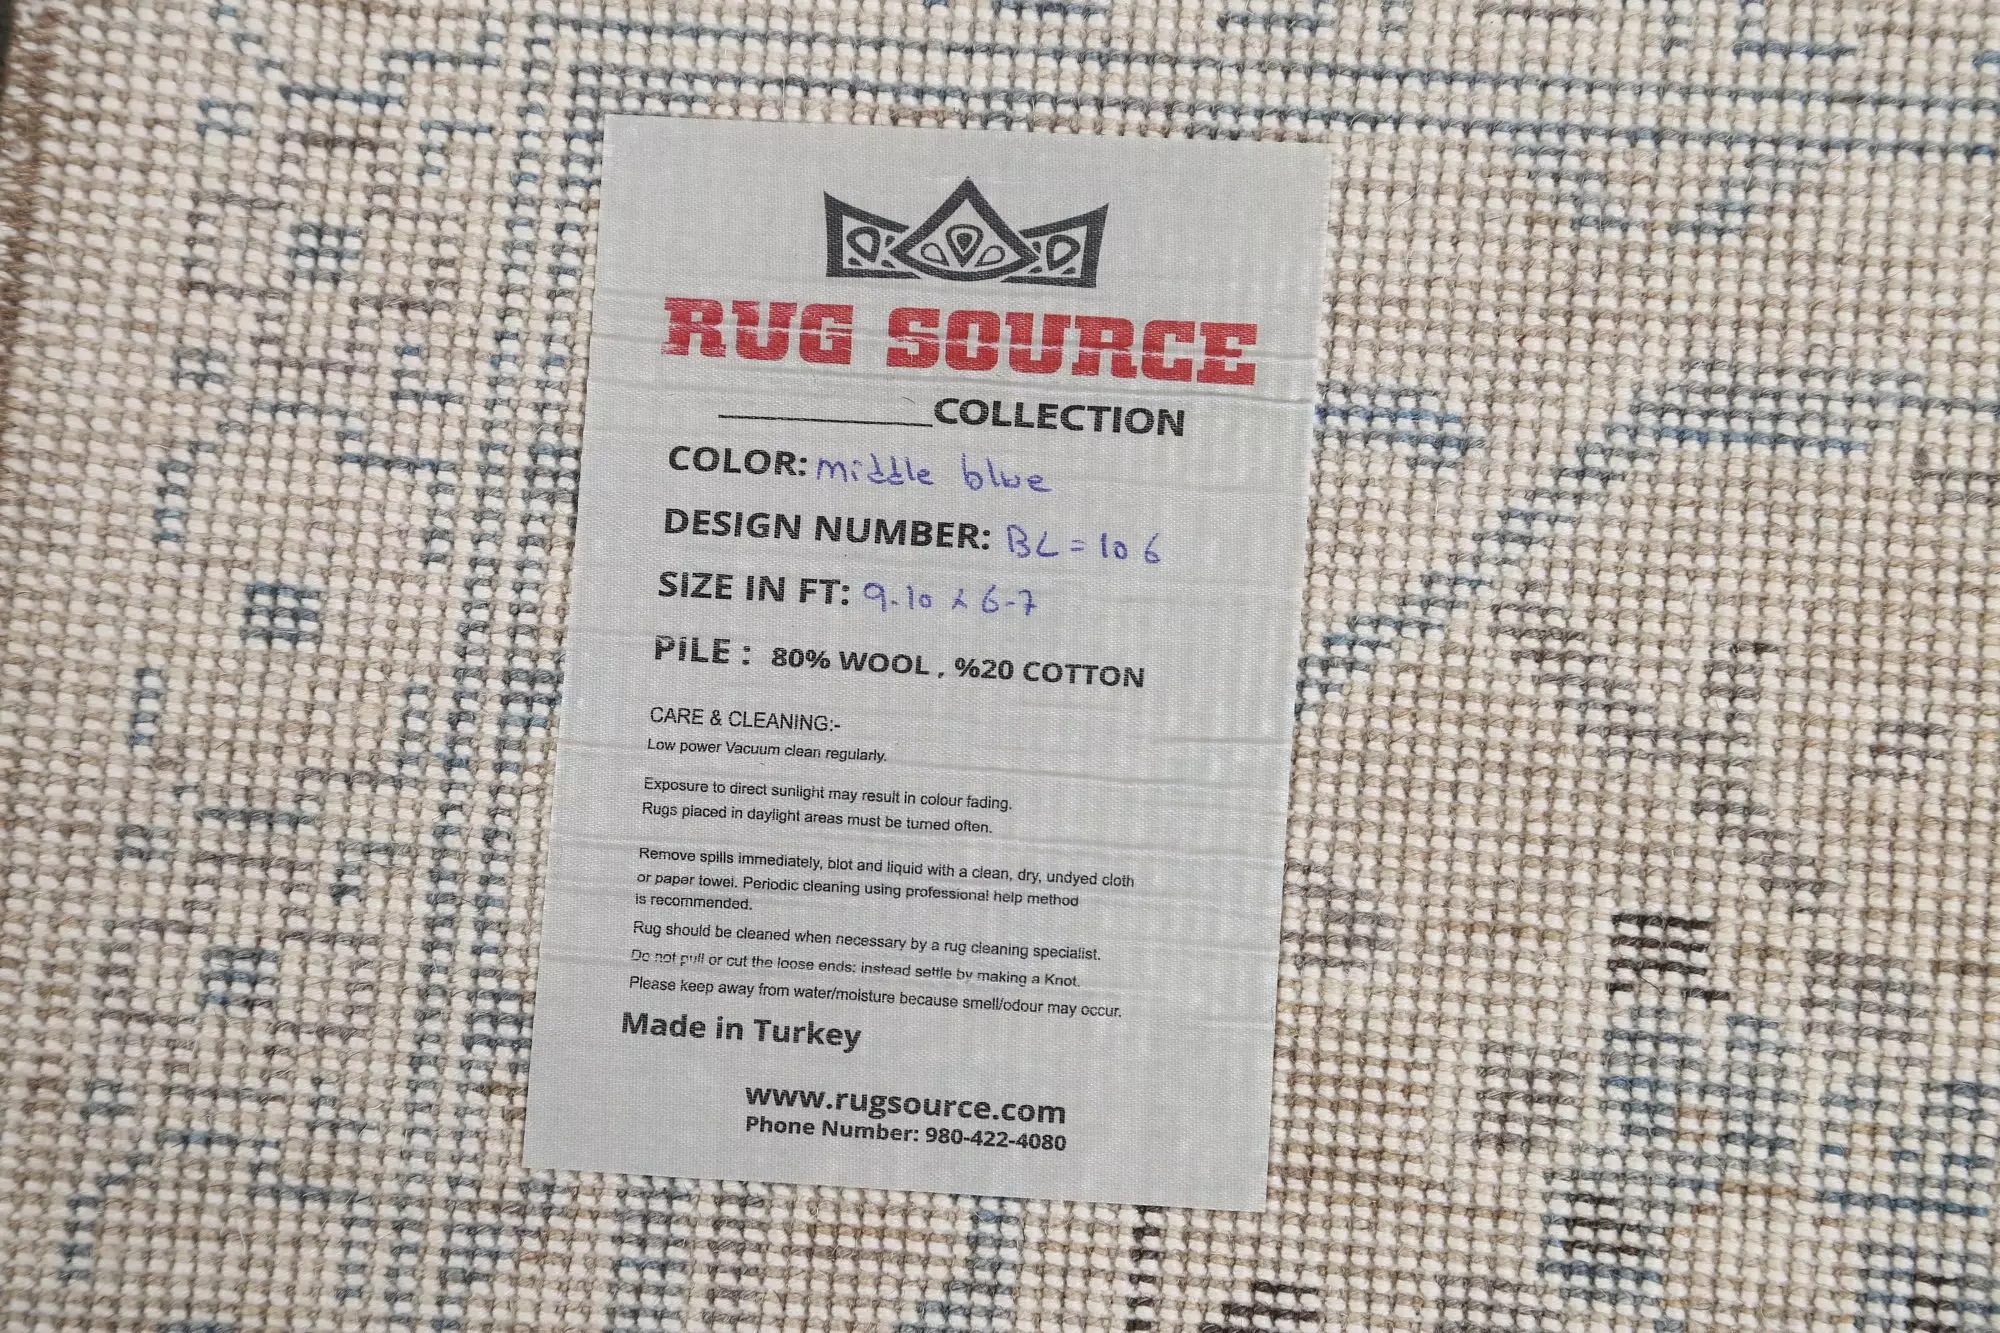 RUG SOURCE
__________COLLECTION
COLOR: middle blue
DESIGN NUMBER: BL=106
SIZE IN FT: 9-10 x 6-7
PiLE : 80% WOOL , %20 COTTON
CARE & CLEANING:-
Low power Vacuum clean regularly.
Exposure to direct sunlight may result in colour fading.
Rugs placed in daylight areas must be turned often.
Remove spills immediately, blot and liquid with a clean, dry, undyed cloth
or paper towel. Periodic cleaning using professional help method
is recommended.
Rug should be cleaned when necessary by a rug cleaning specialist.
Do not pull or cut the loose ends: instead settle by making a Knot.
Please keep away from water/moisture because smell/odour may occur.
Made in Turkey
www.rugsource.com
Phone Number: 980-422-4080